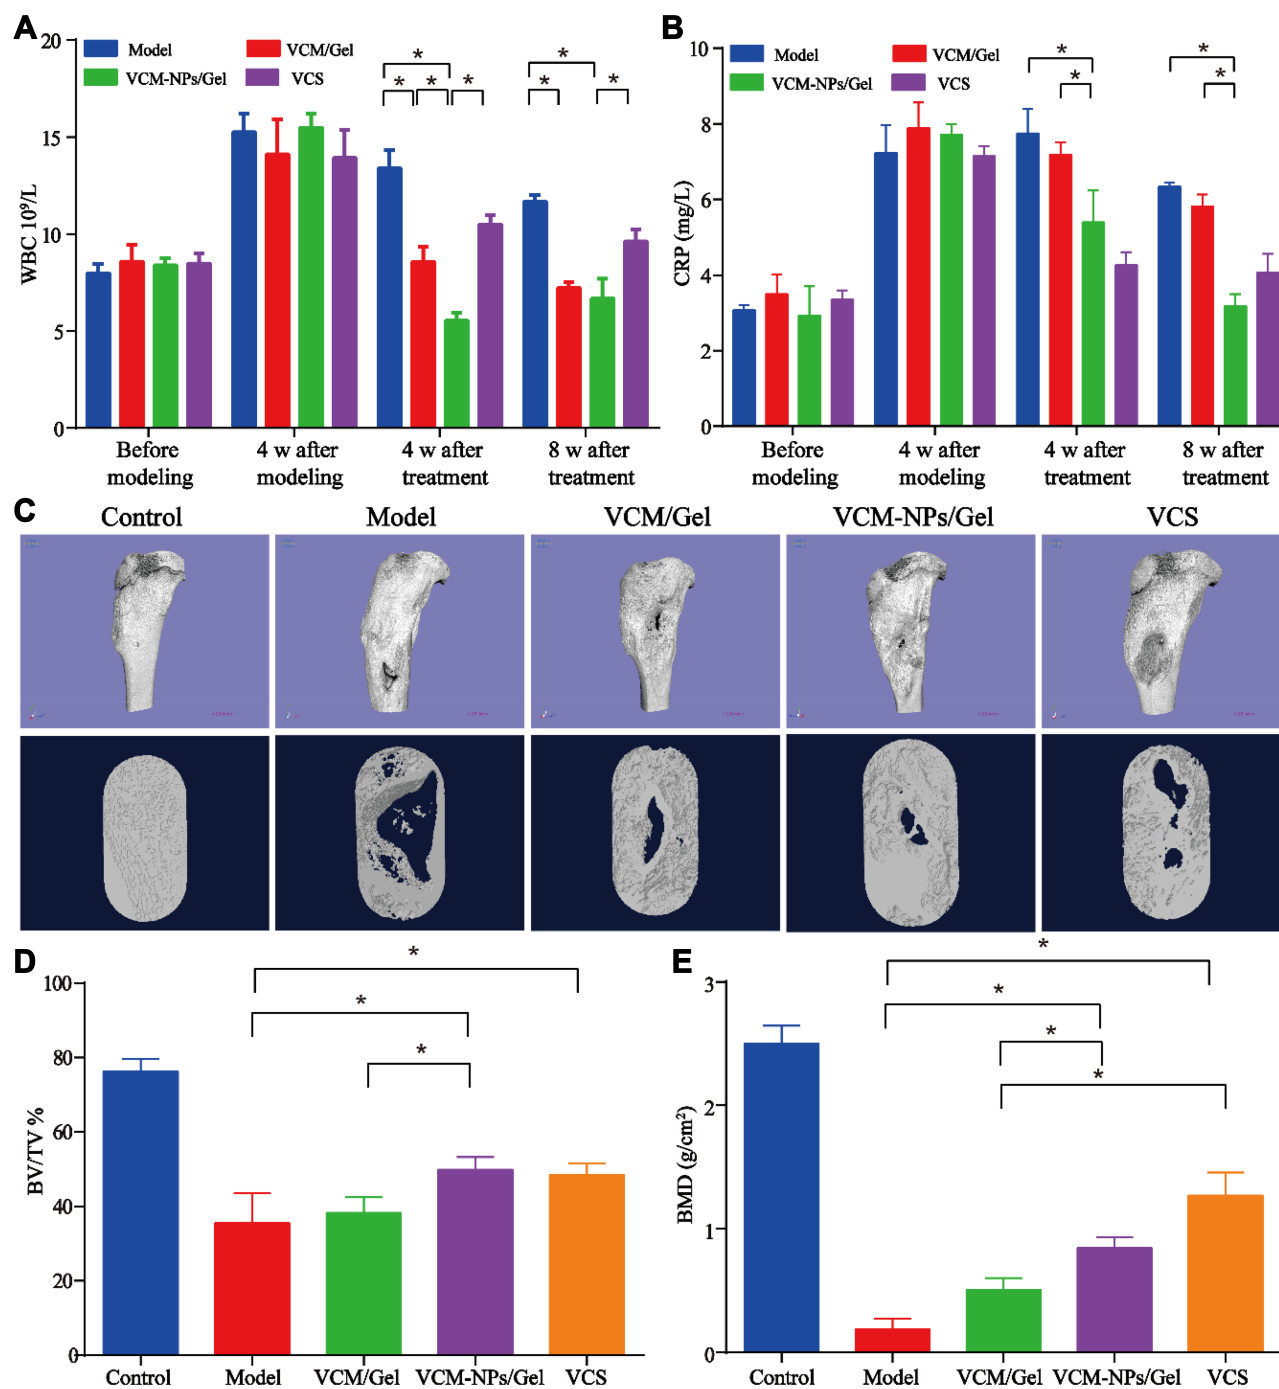 A
20
15
10
5
0
WBC 10⁹/L
Model
VCM/Gel
VCM-NPs/Gel
VCS
* * * * * * *
Before modeling
4 w after modeling
4 w after treatment
8 w after treatment
B
10
8
6
4
2
0
CRP (mg/L)
Model
VCM/Gel
VCM-NPs/Gel
VCS
* * * *
Before modeling
4 w after modeling
4 w after treatment
8 w after treatment
C
Control
Model
VCM/Gel
VCM-NPs/Gel
VCS
D
100
80
60
40
20
0
BV/TV %
* * *
Control
Model
VCM/Gel
VCM-NPs/Gel
VCS
E
3
2
1
0
BMD (g/cm²)
* * * *
Control
Model
VCM/Gel
VCM-NPs/Gel
VCS